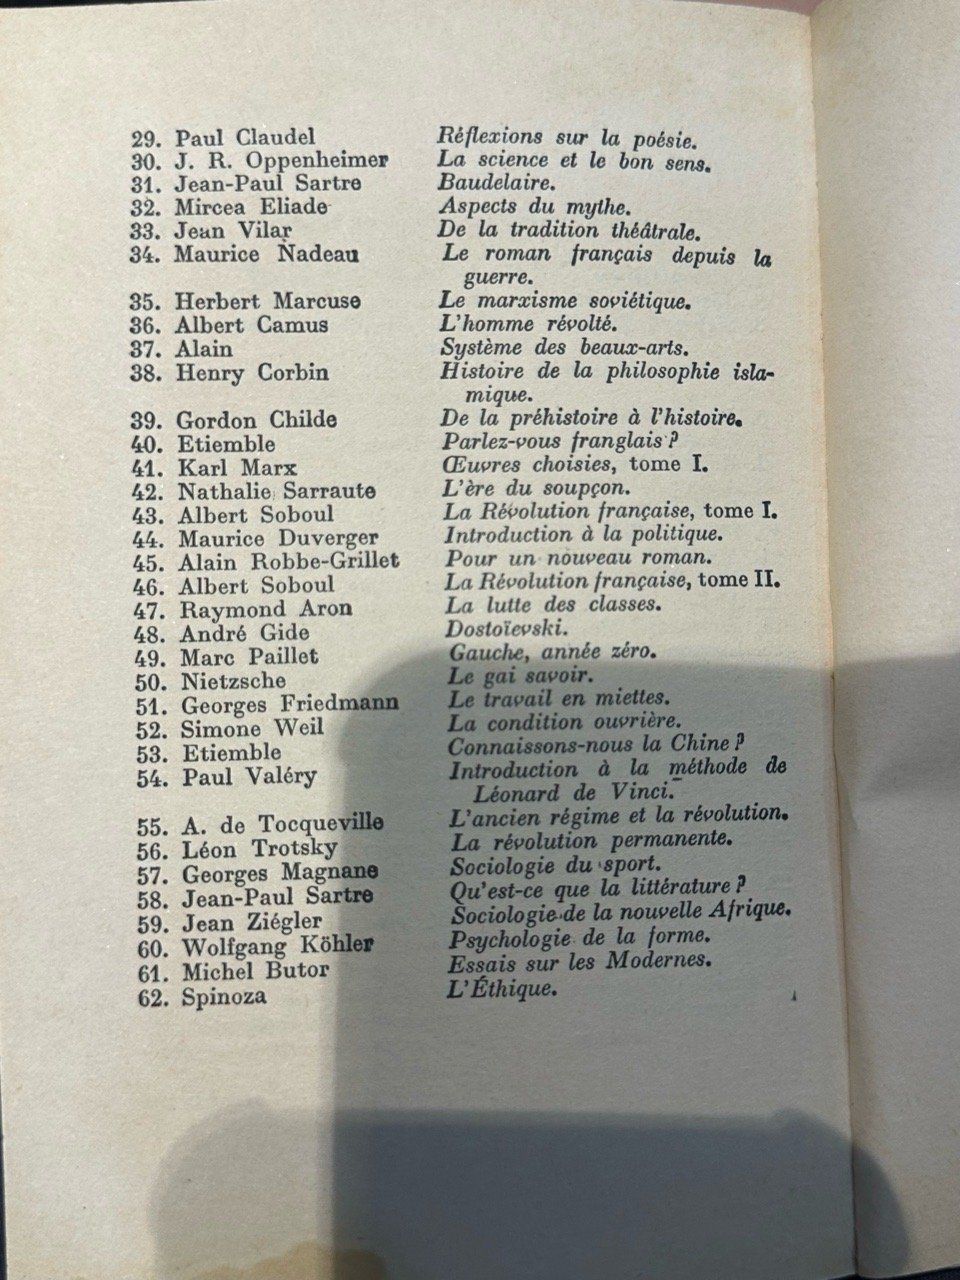 29. Paul Claudel Réflexions sur la poésie.
30. J. R. Oppenheimer La science et le bon sens.
31. Jean-Paul Sartre Baudelaire.
32. Mircea Eliade Aspects du mythe.
33. Jean Vilar De la tradition théâtrale.
34. Maurice Nadeau Le roman français depuis la
guerre.
35. Herbert Marcuse Le marxisme soviétique.
36. Albert Camus L'homme révolté.
37. Alain Système des beaux-arts.
38. Henry Corbin Histoire de la philosophie isla-
mique.
39. Gordon Childe De la préhistoire à l'histoire.
40. Etiemble Parlez-vous franglais ?
41. Karl Marx Œuvres choisies, tome I.
42. Nathalie Sarraute L'ère du soupçon.
43. Albert Soboul La Révolution française, tome I.
44. Maurice Duverger Introduction à la politique.
45. Alain Robbe-Grillet Pour un nouveau roman.
46. Albert Soboul La Révolution française, tome II.
47. Raymond Aron La lutte des classes.
48. André Gide Dostoïevski.
49. Marc Paillet Gauche, année zéro.
50. Nietzsche Le gai savoir.
51. Georges Friedmann Le travail en miettes.
52. Simone Weil La condition ouvrière.
53. Etiemble Connaissons-nous la Chine ?
54. Paul Valéry Introduction à la méthode de
Léonard de Vinci.
55. A. de Tocqueville L'ancien régime et la révolution.
56. Léon Trotsky La révolution permanente.
57. Georges Magnane Sociologie du sport.
58. Jean-Paul Sartre Qu'est-ce que la littérature ?
59. Jean Ziégler Sociologie de la nouvelle Afrique.
60. Wolfgang Köhler Psychologie de la forme.
61. Michel Butor Essais sur les Modernes.
62. Spinoza L'Éthique.